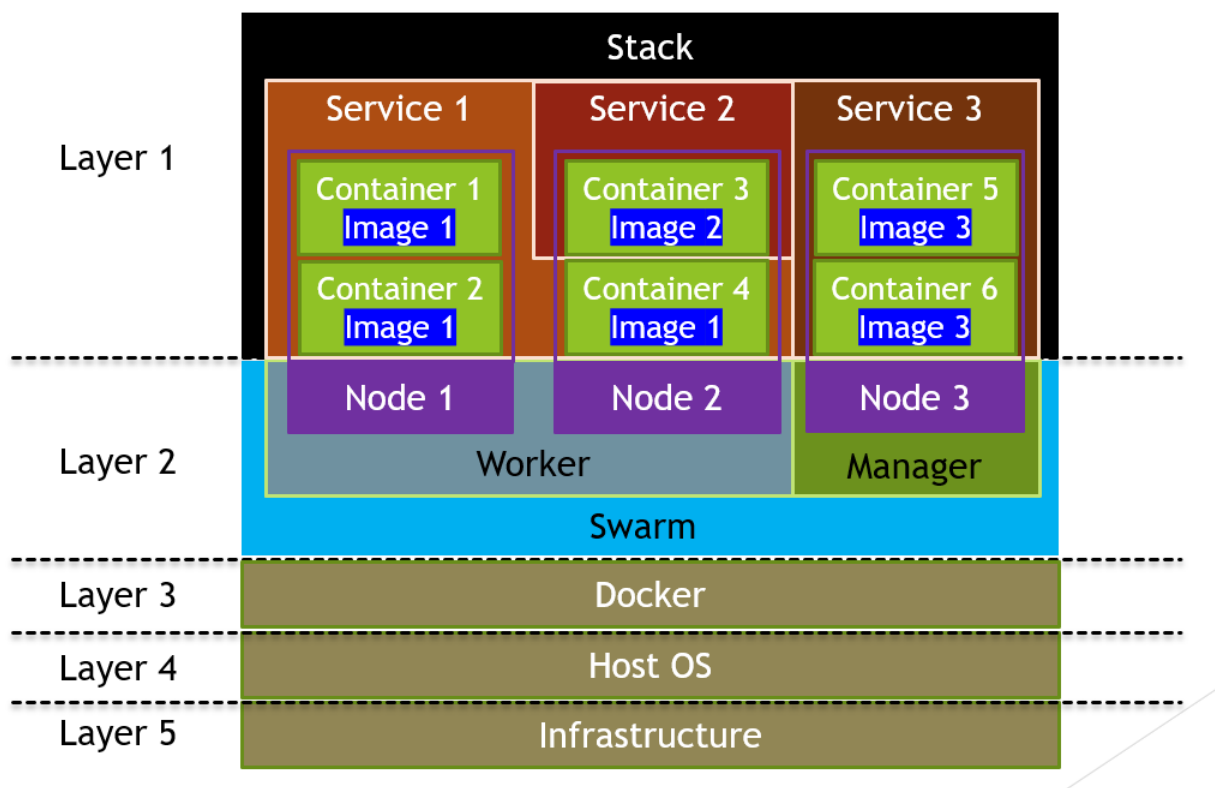 Stack
Service 1
Service 2
Service 3
Layer 1
Container 1
Image 1
Container 3
Image 2
Container 5
Image 3
Container 2
Image 1
Container 4
Image 1
Container 6
Image 3
Node 1
Node 2
Node 3
Layer 2
Worker
Manager
Swarm
Layer 3
Docker
Layer 4
Host OS
Layer 5
Infrastructure